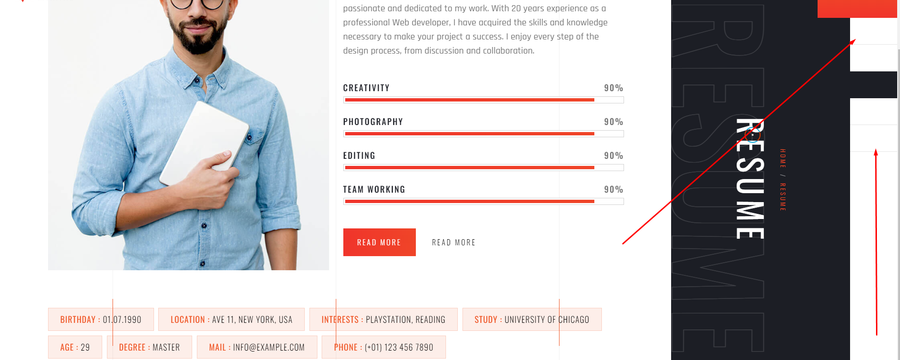 passionate and dedicated to my work. With 20 years experience as a
professional Web developer, I have acquired the skills and knowledge
necessary to make your project a success. I enjoy every step of the
design process, from discussion and collaboration.
CREATIVITY 90%
PHOTOGRAPHY 90%
EDITING 90%
TEAM WORKING 90%
READ MORE READ MORE
BIRTHDAY : 01.07.1990 LOCATION : AVE 11, NEW YORK, USA INTERESTS : PLAYSTATION, READING STUDY : UNIVERSITY OF CHICAGO
AGE : 29 DEGREE : MASTER MAIL : INFO@EXAMPLE.COM PHONE : (+01) 123 456 7890
RESUME
RESUME
HOME / RESUME